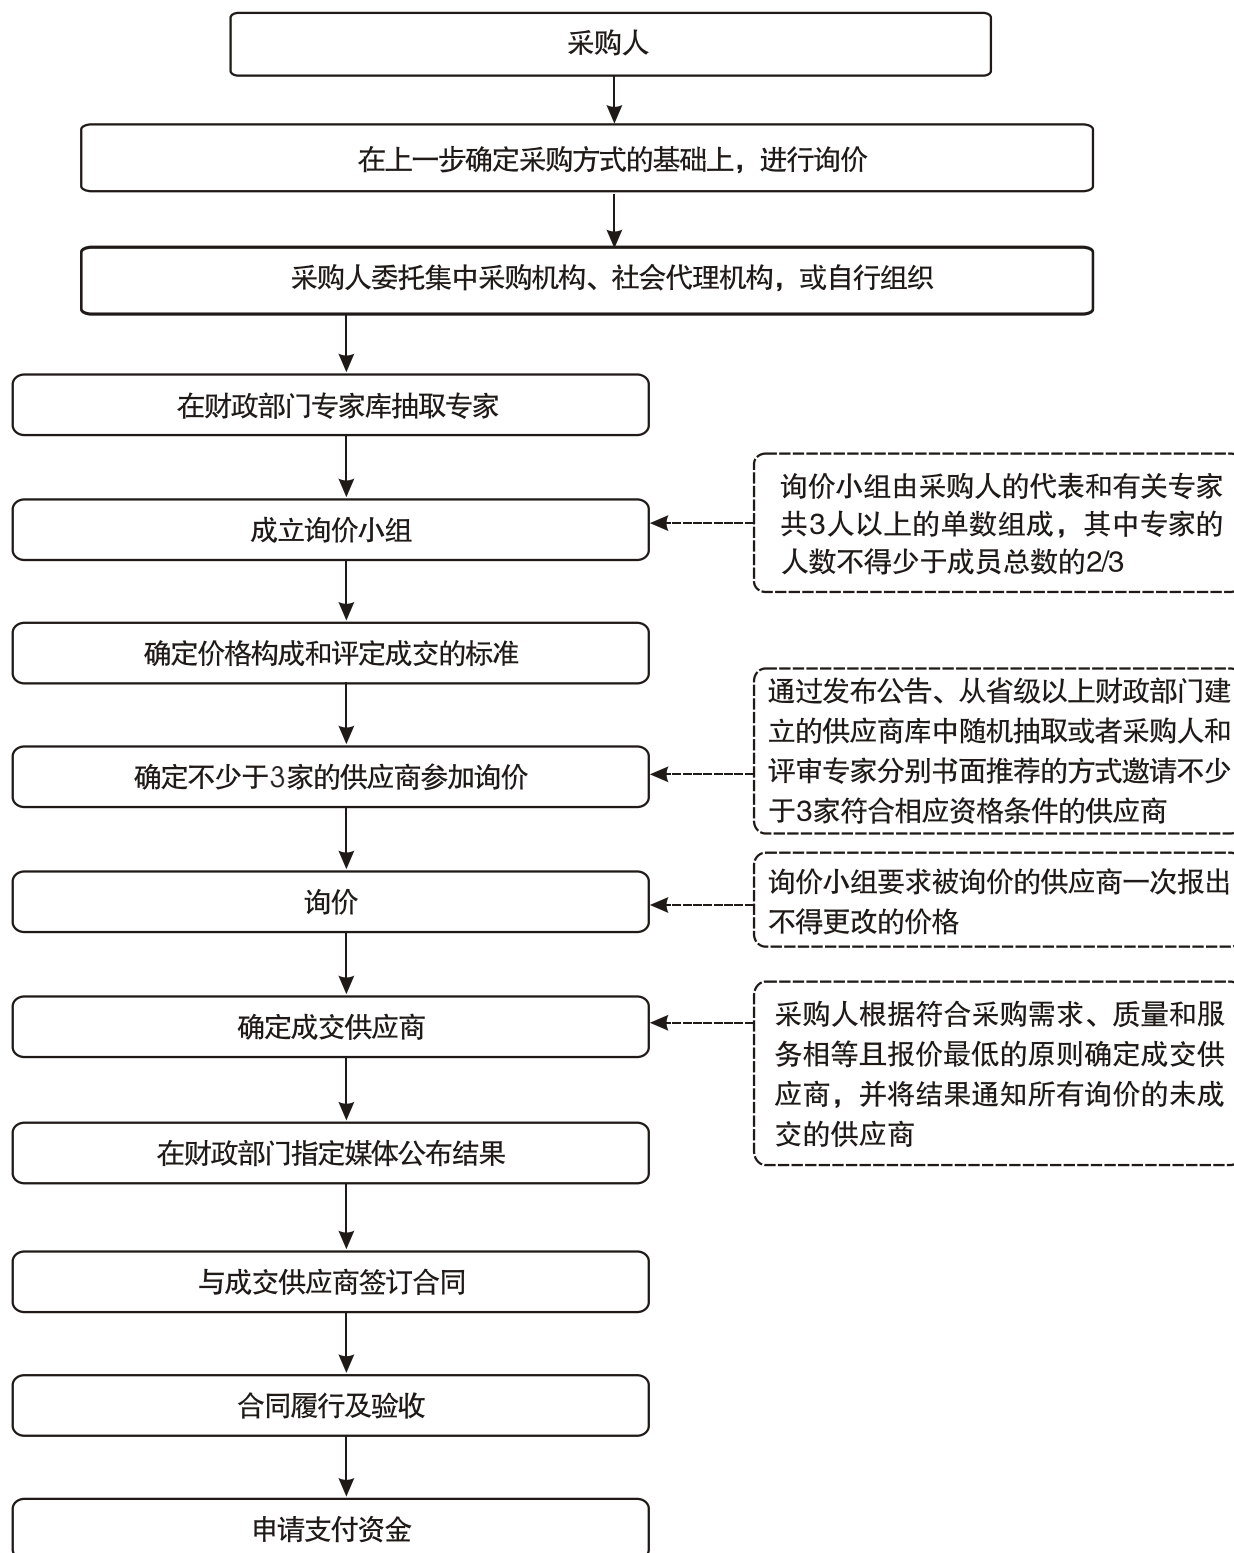 采购人
在上一步确定采购方式的基础上，进行询价
采购人委托集中采购机构、社会代理机构，或自行组织
在财政部门专家库抽取专家
成立询价小组
询价小组由采购人的代表和有关专家
共3人以上的单数组成，其中专家的
人数不得少于成员总数的2/3
确定价格构成和评定成交的标准
确定不少于3家的供应商参加询价
通过发布公告、从省级以上财政部门建
立的供应商库中随机抽取或者采购人和
评审专家分别书面推荐的方式邀请不少
于3家符合相应资格条件的供应商
询价
询价小组要求被询价的供应商一次报出
不得更改的价格
确定成交供应商
采购人根据符合采购需求、质量和服
务相等且报价最低的原则确定成交供
应商，并将结果通知所有询价的未成
交的供应商
在财政部门指定媒体公布结果
与成交供应商签订合同
合同履行及验收
申请支付资金